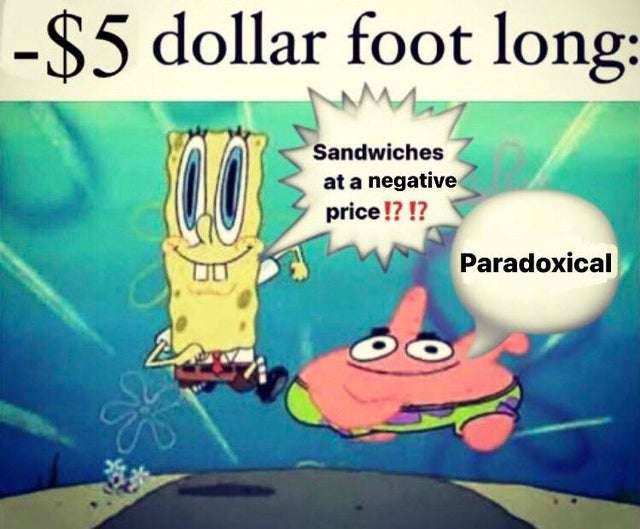 -$5 dollar foot long:
Sandwiches
at a negative
price⁉️⁉️
Paradoxical